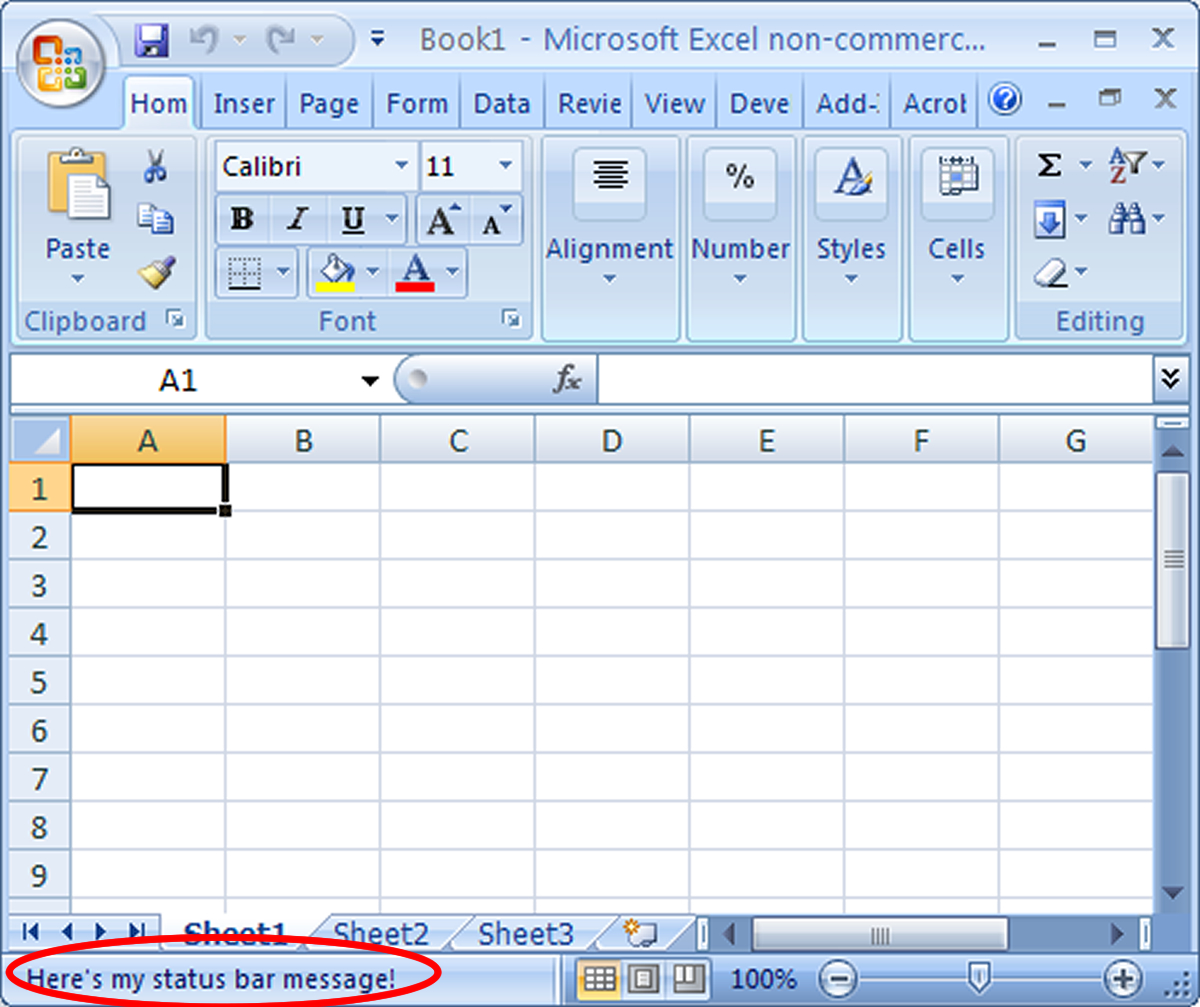 Book1 - Microsoft Excel non-commerc...
Hom Inser Page Form Data Revie View Deve Add- Acrol
Calibri 11
B I U A A
Paste Alignment Number Styles Cells
Clipboard Font Editing
A1 fx
A B C D E F G
1
2
3
4
5
6
7
8
9
Sheet1 Sheet2 Sheet3
Here's my status bar message! 100%